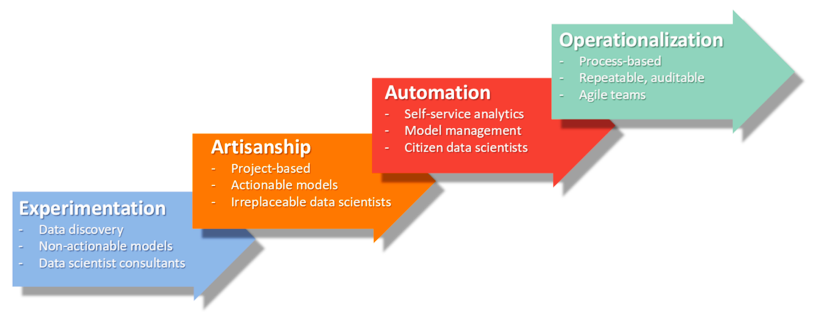 Experimentation
- Data discovery
- Non-actionable models
- Data scientist consultants
Artisanship
- Project-based
- Actionable models
- Irreplaceable data scientists
Automation
- Self-service analytics
- Model management
- Citizen data scientists
Operationalization
- Process-based
- Repeatable, auditable
- Agile teams